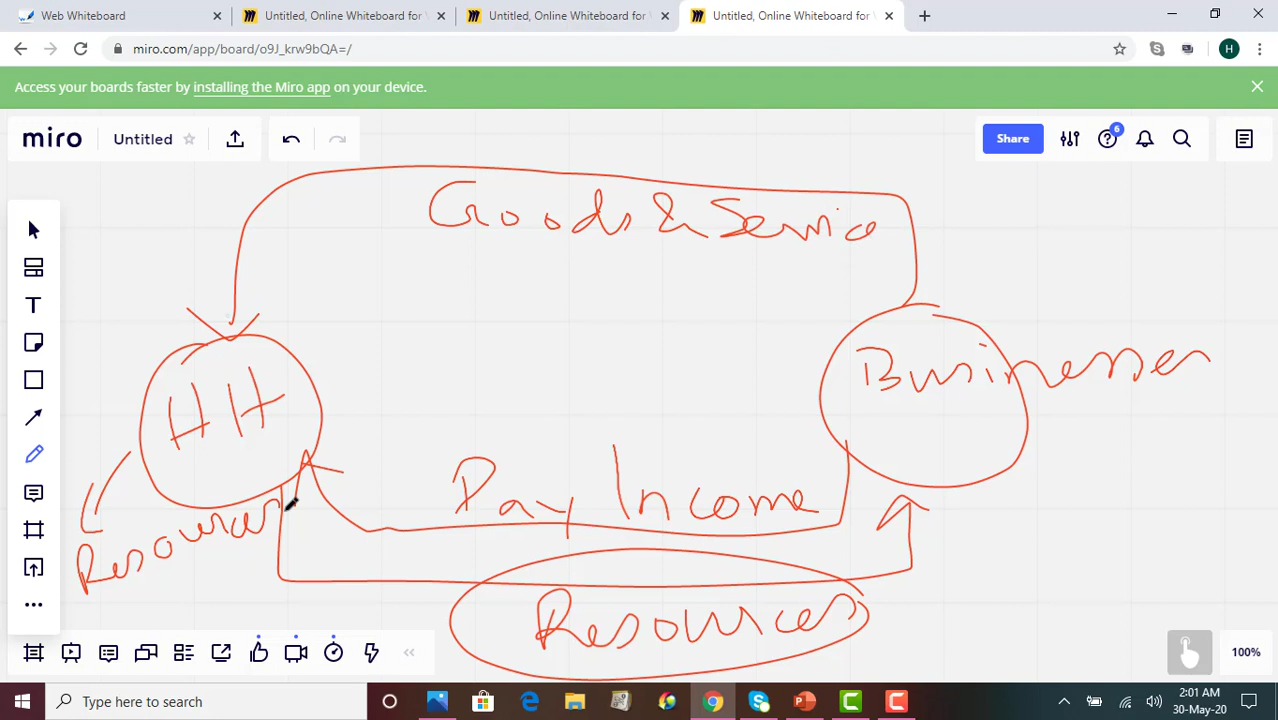 Web Whiteboard
Untitled, Online Whiteboard for
Untitled, Online Whiteboard for
Untitled, Online Whiteboard for
miro.com/app/board/o9J_krw9bQA=/
H
Access your boards faster by installing the Miro app on your device.
miro
Untitled
Share
6
Goods & Service
HH
Businesses
Pay Income
Resources
Resources
100%
Type here to search
2:01 AM
30-May-20